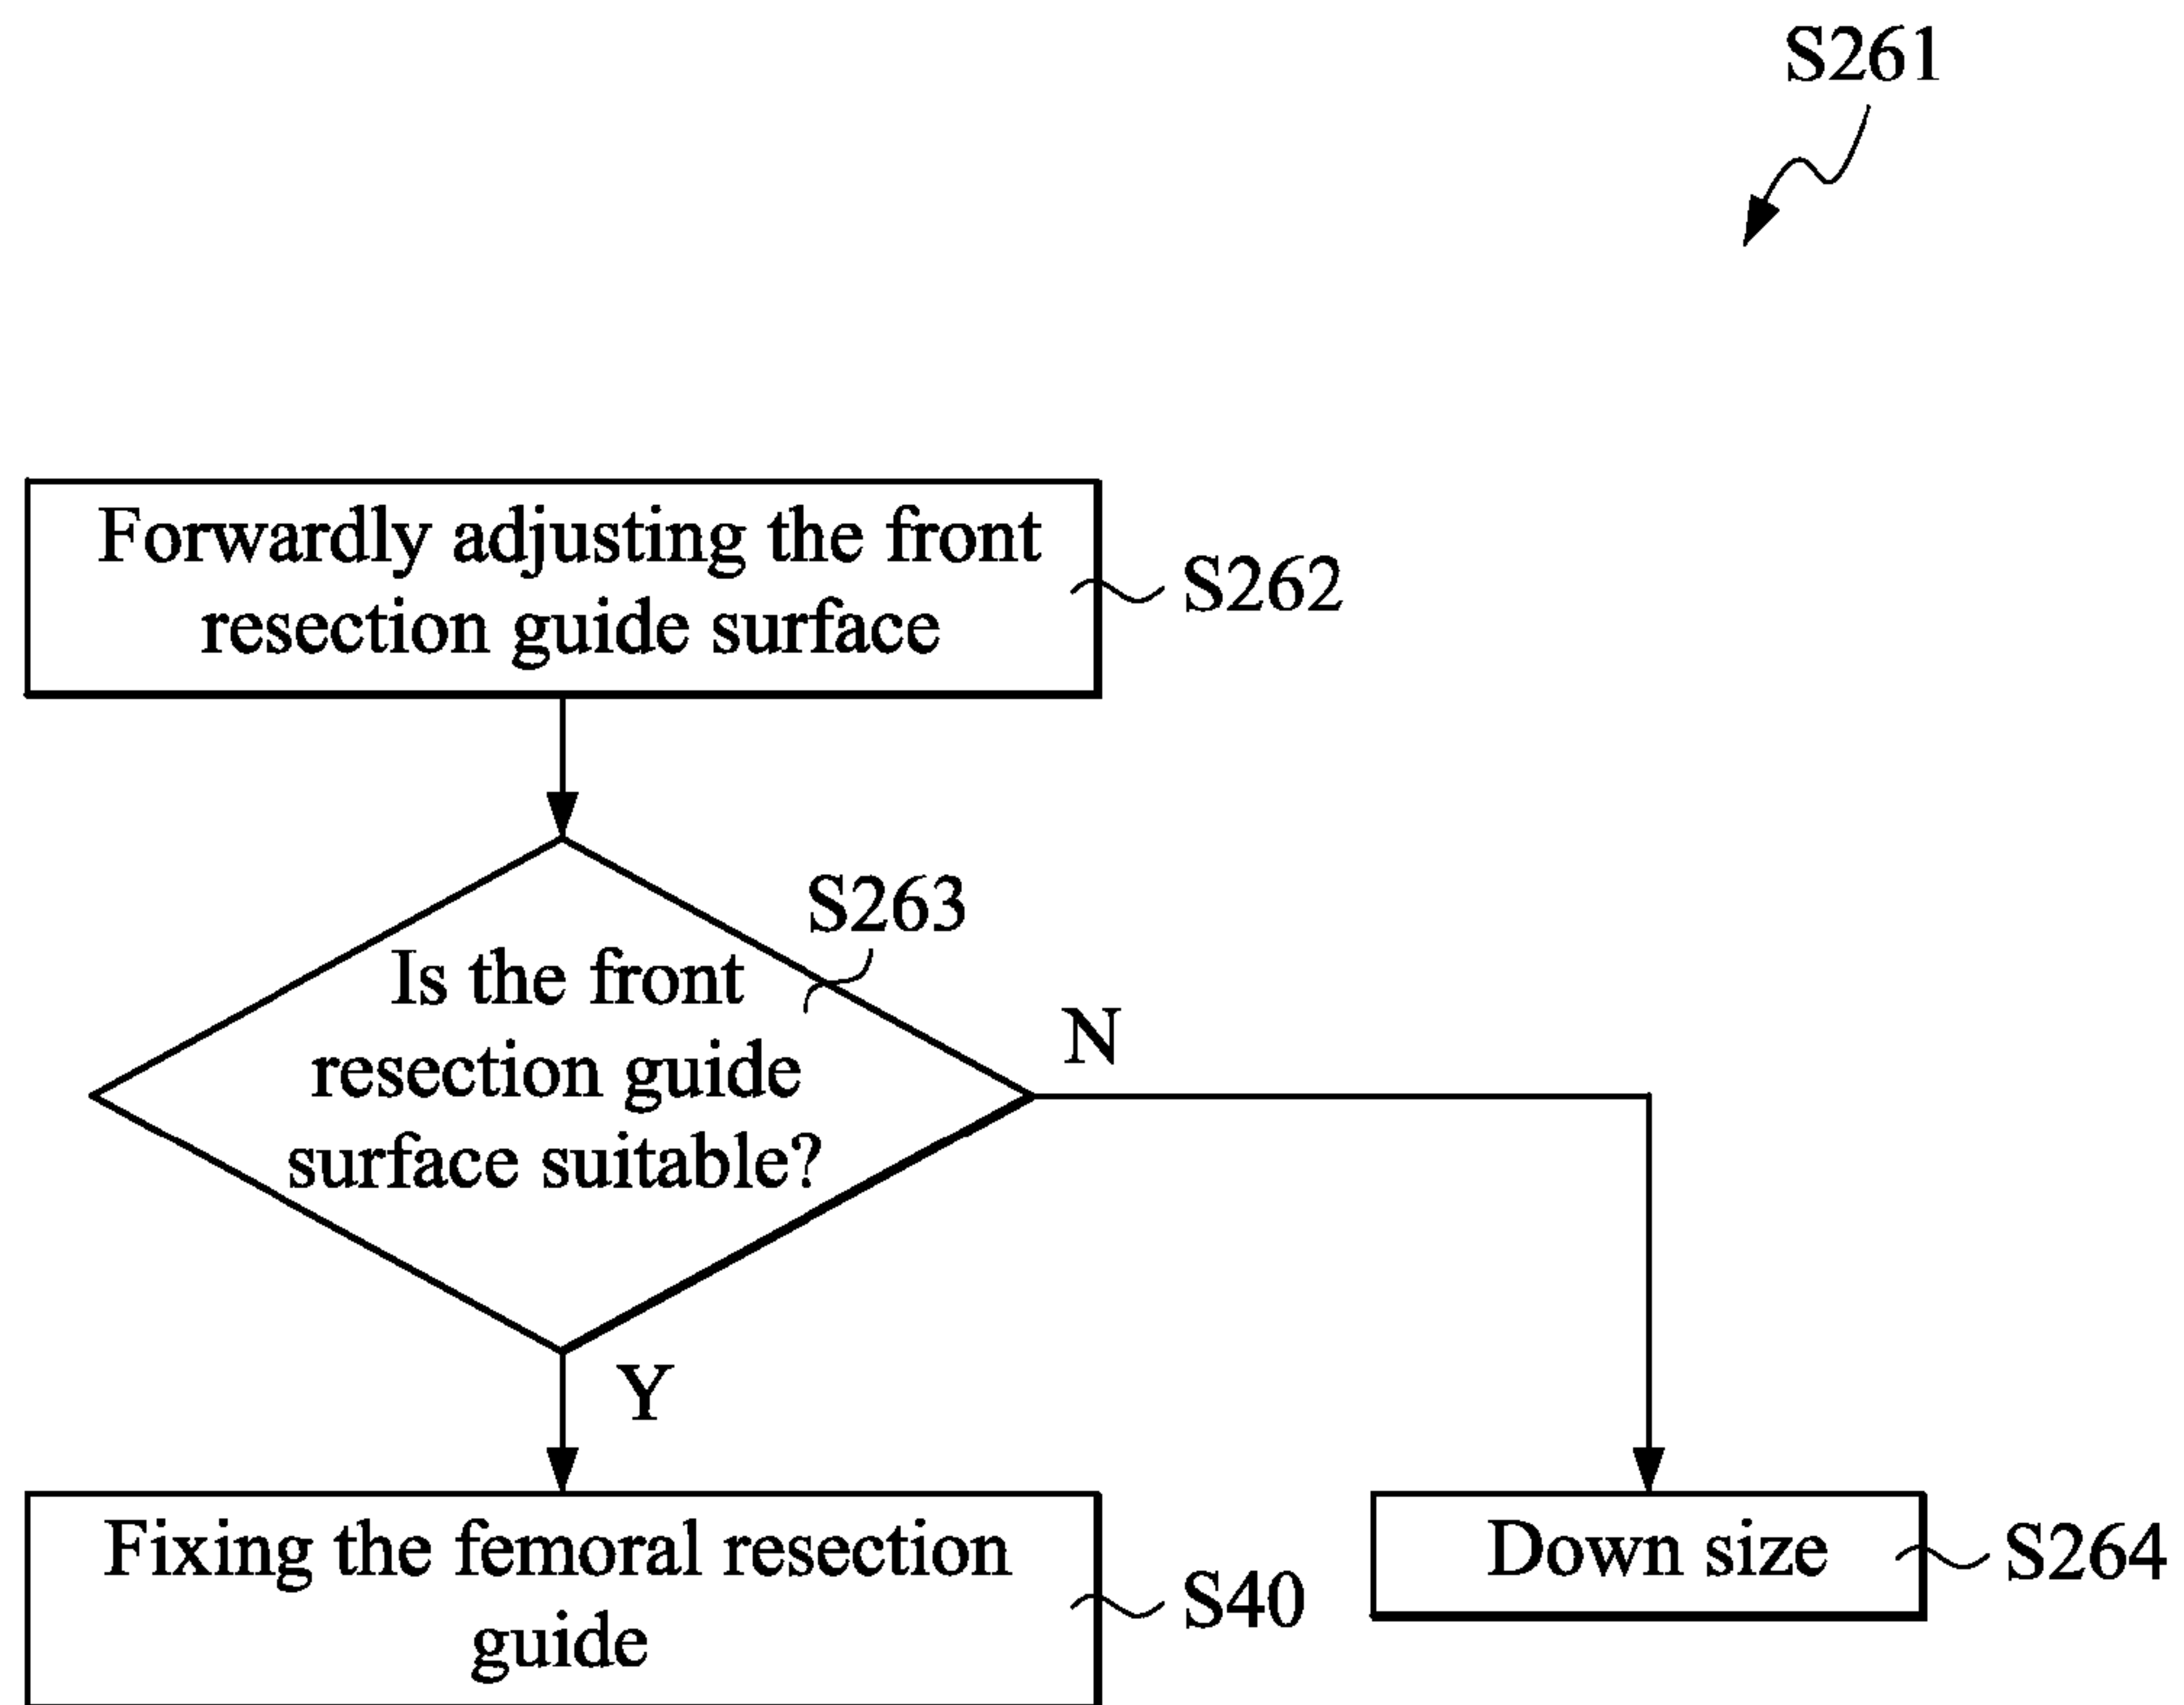 S261
Forwardly adjusting the front
resection guide surface
S262
S263
Is the front
resection guide
surface suitable?
N
Y
Fixing the femoral resection
guide
S40
Down size
S264